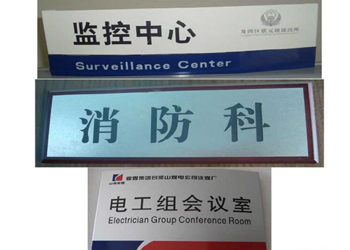 监控中心
Surveillance Center
消防科
电工组会议室
Electrician Group Conference Room